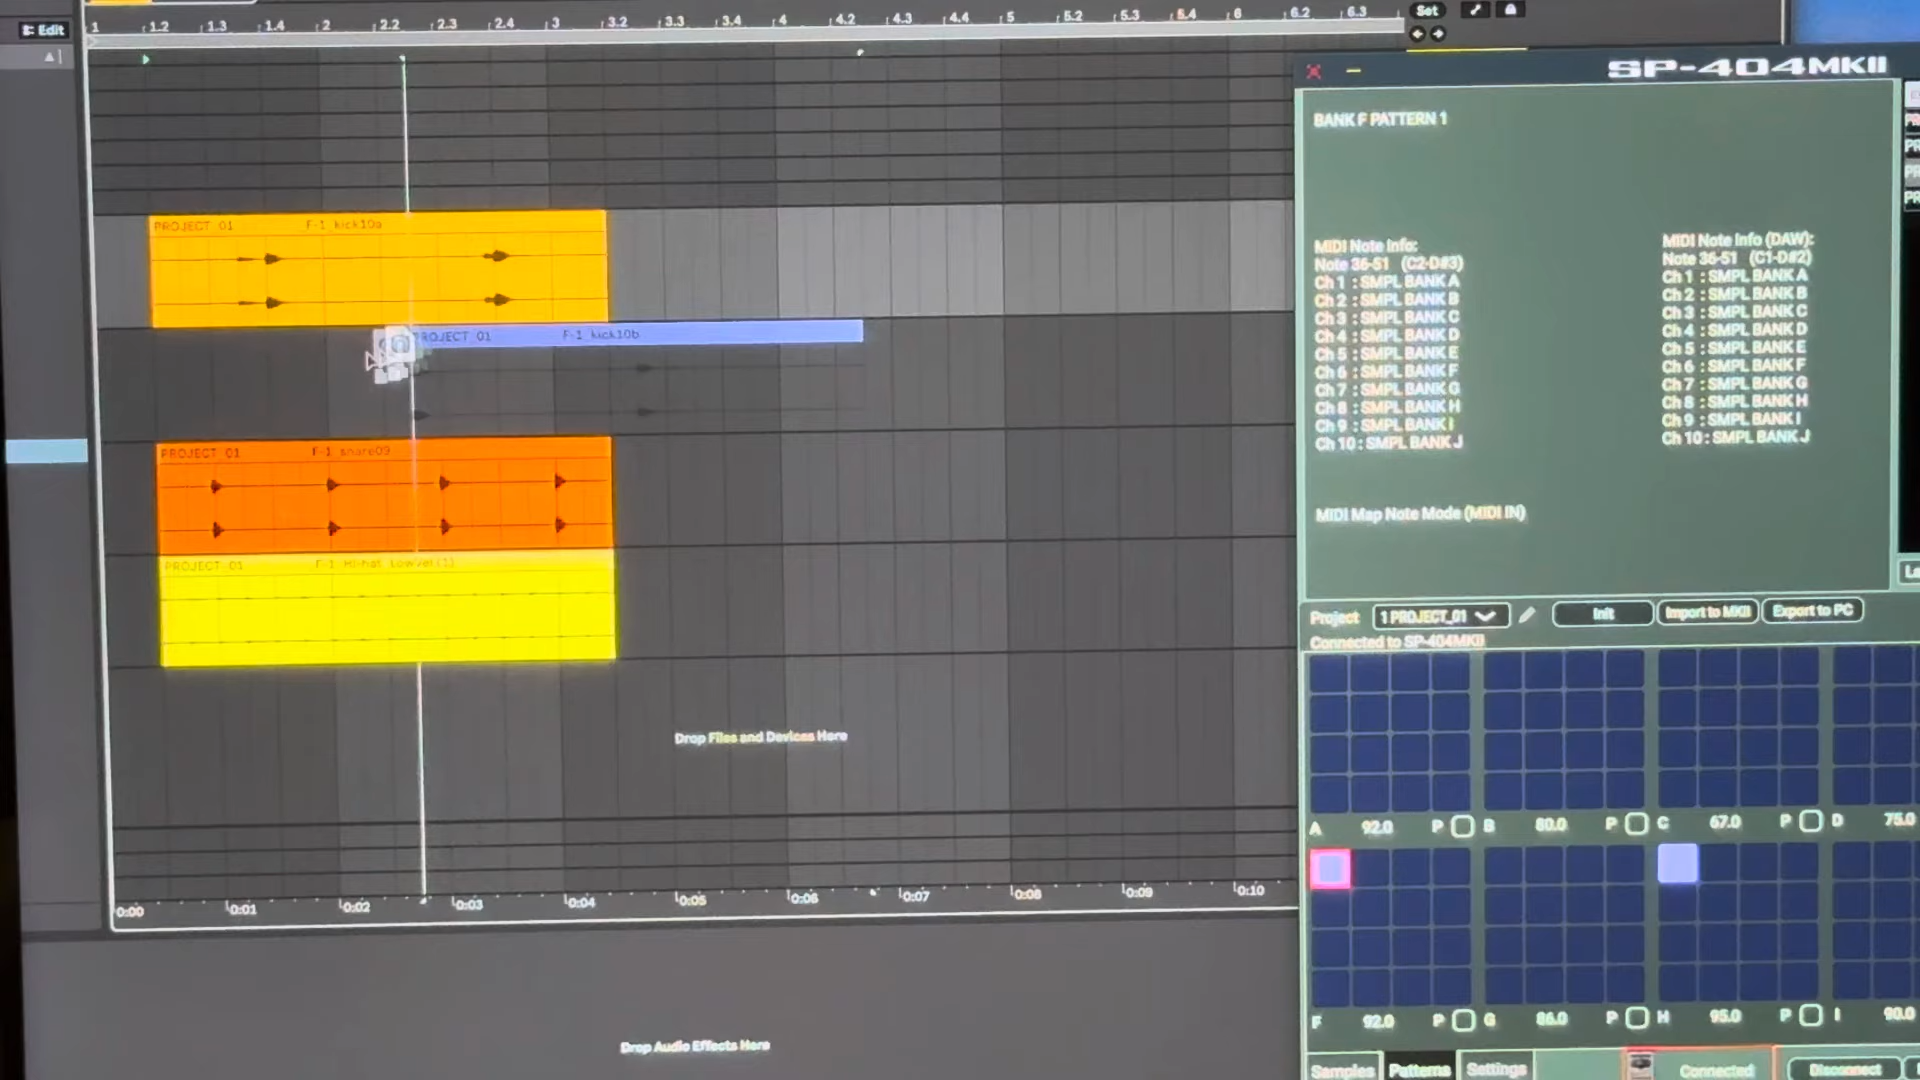 Edit
1 1.2 1.3 1.4 2 2.2 2.3 2.4 3 3.2 3.3 3.4 4 4.2 4.3 4.4 5 5.2 5.3 5.4 6 6.2 6.3
Set
SP-404MKII
BANK F PATTERN 1
PROJECT_01 F-1_kick10a
MIDI Note Info:
Note 36-51 (C2-D#3)
Ch 1 : SMPL BANK A
Ch 2 : SMPL BANK B
Ch 3 : SMPL BANK C
Ch 4 : SMPL BANK D
Ch 5 : SMPL BANK E
Ch 6 : SMPL BANK F
Ch 7 : SMPL BANK G
Ch 8 : SMPL BANK H
Ch 9 : SMPL BANK I
Ch 10 : SMPL BANK J
MIDI Note Info (DAW):
Note 36-51 (C1-D#2)
Ch 1 : SMPL BANK A
Ch 2 : SMPL BANK B
Ch 3 : SMPL BANK C
Ch 4 : SMPL BANK D
Ch 5 : SMPL BANK E
Ch 6 : SMPL BANK F
Ch 7 : SMPL BANK G
Ch 8 : SMPL BANK H
Ch 9 : SMPL BANK I
Ch 10 : SMPL BANK J
PROJECT_01 F-1_kick10b
PROJECT_01 F-1_snare09
MIDI Map Note Mode (MIDI IN)
PROJECT_01 F-1_Hi-hat_LowVel(1)
Project 1 PROJECT_01 Init Import to MKII Export to PC
Connected to SP-404MKII
Drop Files and Devices Here
A 92.0 P B 80.0 P C 67.0 P D 75.0
0:00 0:01 0:02 0:03 0:04 0:05 0:06 0:07 0:08 0:09 0:10
F 92.0 P G 86.0 P H 95.0 P I 90.0
Drop Audio Effects Here
Samples Patterns Settings Connected Disconnect